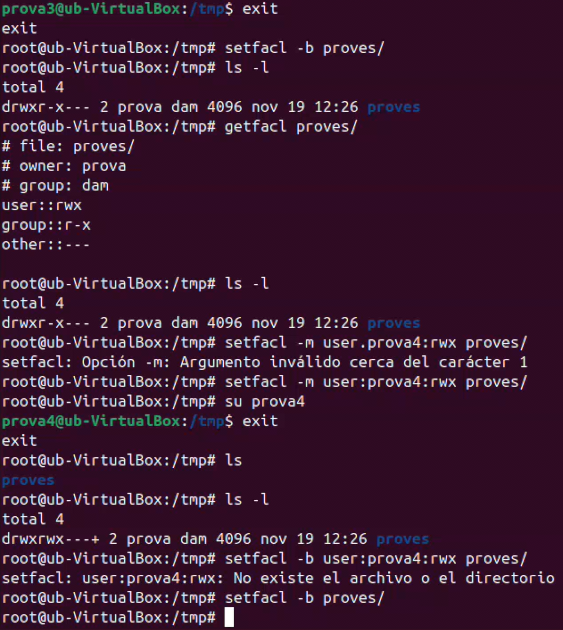 prova3@ub-VirtualBox:/tmp$ exit
exit
root@ub-VirtualBox:/tmp# setfacl -b proves/
root@ub-VirtualBox:/tmp# ls -l
total 4
drwxr-x--- 2 prova dam 4096 nov 19 12:26 proves
root@ub-VirtualBox:/tmp# getfacl proves/
# file: proves/
# owner: prova
# group: dam
user::rwx
group::r-x
other::---

root@ub-VirtualBox:/tmp# ls -l
total 4
drwxr-x--- 2 prova dam 4096 nov 19 12:26 proves
root@ub-VirtualBox:/tmp# setfacl -m user.prova4:rwx proves/
setfacl: Opción -m: Argumento inválido cerca del carácter 1
root@ub-VirtualBox:/tmp# setfacl -m user:prova4:rwx proves/
root@ub-VirtualBox:/tmp# su prova4
prova4@ub-VirtualBox:/tmp$ exit
exit
root@ub-VirtualBox:/tmp# ls
proves
root@ub-VirtualBox:/tmp# ls -l
total 4
drwxrwx---+ 2 prova dam 4096 nov 19 12:26 proves
root@ub-VirtualBox:/tmp# setfacl -b user:prova4:rwx proves/
setfacl: user:prova4:rwx: No existe el archivo o el directorio
root@ub-VirtualBox:/tmp# setfacl -b proves/
root@ub-VirtualBox:/tmp#